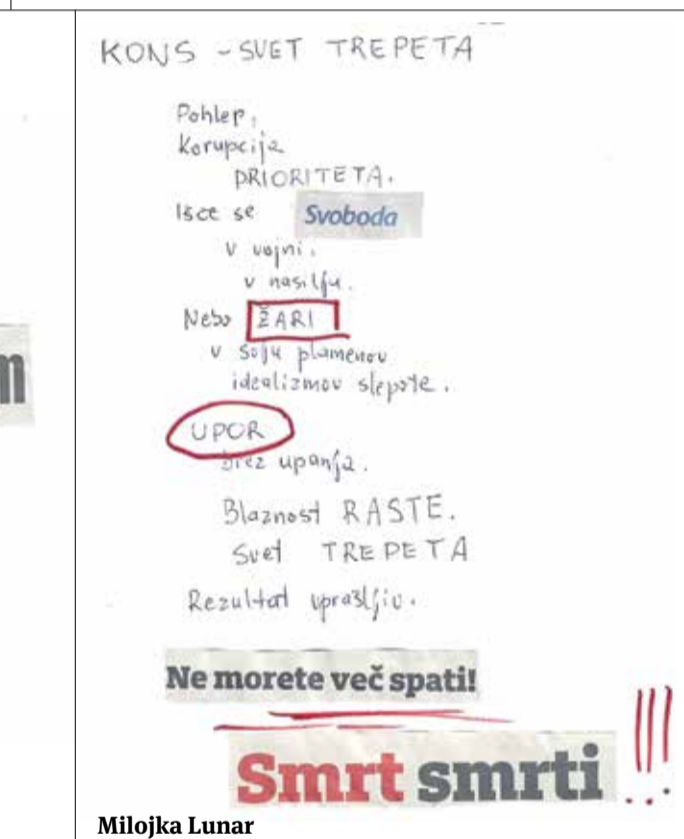 KONS - SVET TREPETA
Pohlep,
Korupcija
PRIORITETA.
Išce se Svoboda
v vojni.
v nasilju.
Nebo ŽARI
v soju plamenov
idealizmov slepote.
UPOR
brez upanja.
Blaznost RASTE.
Svet TREPETA
Rezultat vprašljiv.
Ne morete več spati!
Smrt smrti!!!
m
Milojka Lunar